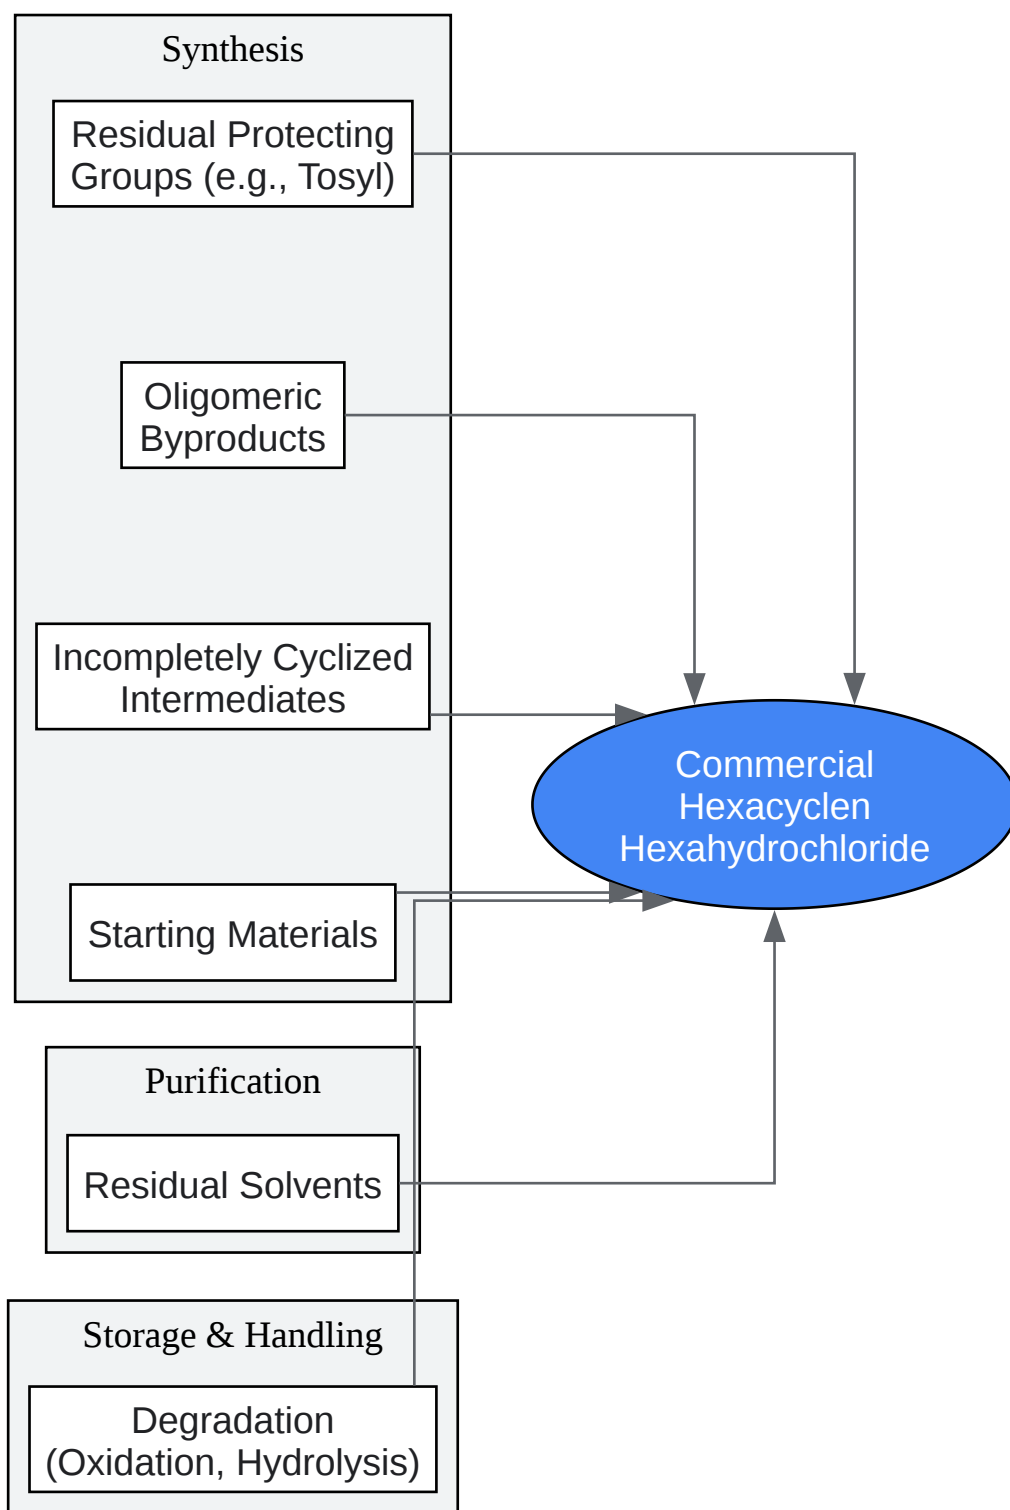 Synthesis
Residual Protecting
Groups (e.g., Tosyl)
Oligomeric
Byproducts
Incompletely Cyclized
Intermediates
Starting Materials
Commercial
Hexacyclen
Hexahydrochloride
Purification
Residual Solvents
Storage & Handling
Degradation
(Oxidation, Hydrolysis)